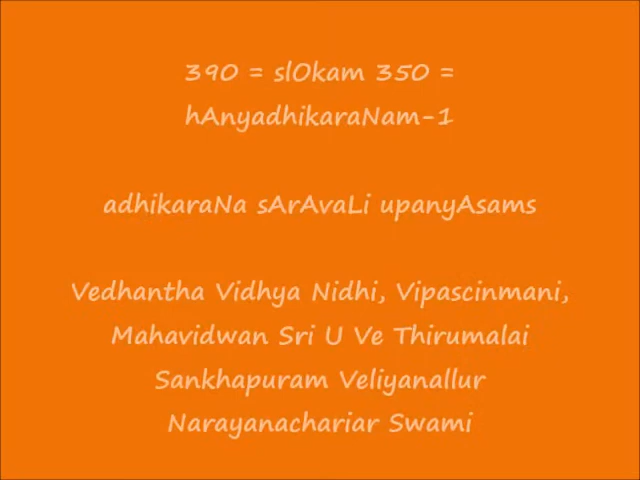 390 = slOkam 350 =
hAnyadhikaraNam-1
adhikaraNa sArAvaLi upanyAsams
Vedhantha Vidhya Nidhi, Vipascinmani,
Mahavidwan Sri U Ve Thirumalai
Sankhapuram Veliyanallur
Narayanachariar Swami